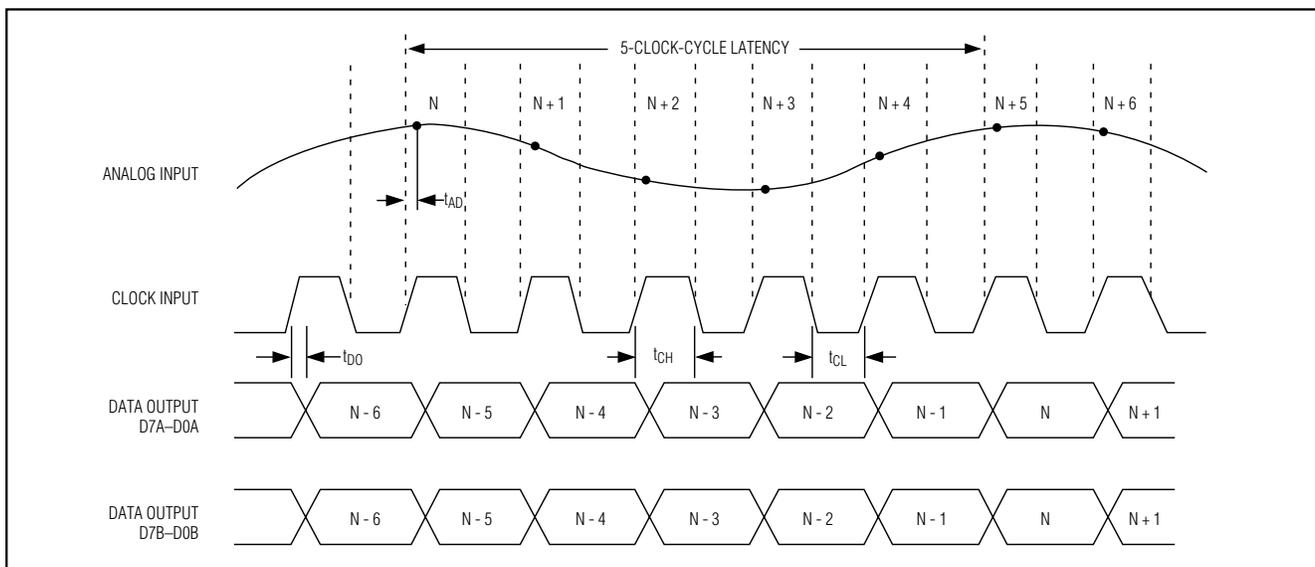 5-CLOCK-CYCLE LATENCY
N N + 1 N + 2 N + 3 N + 4 N + 5 N + 6
ANALOG INPUT
tAD
CLOCK INPUT
tDO tCH tCL
DATA OUTPUT
D7A–D0A
N - 6 N - 5 N - 4 N - 3 N - 2 N - 1 N N + 1
DATA OUTPUT
D7B–D0B
N - 6 N - 5 N - 4 N - 3 N - 2 N - 1 N N + 1